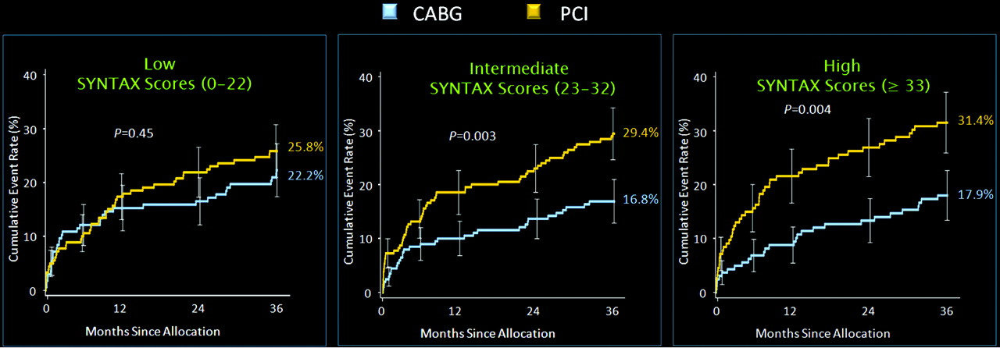 CABG PCI
Low
SYNTAX Scores (0–22)
40
30
20
10
0
Cumulative Event Rate (%)
P=0.45
25.8%
22.2%
0 12 24 36
Months Since Allocation
Intermediate
SYNTAX Scores (23–32)
40
30
20
10
0
Cumulative Event Rate (%)
P=0.003
29.4%
16.8%
0 12 24 36
Months Since Allocation
High
SYNTAX Scores (≥ 33)
40
30
20
10
0
Cumulative Event Rate (%)
P=0.004
31.4%
17.9%
0 12 24 36
Months Since Allocation